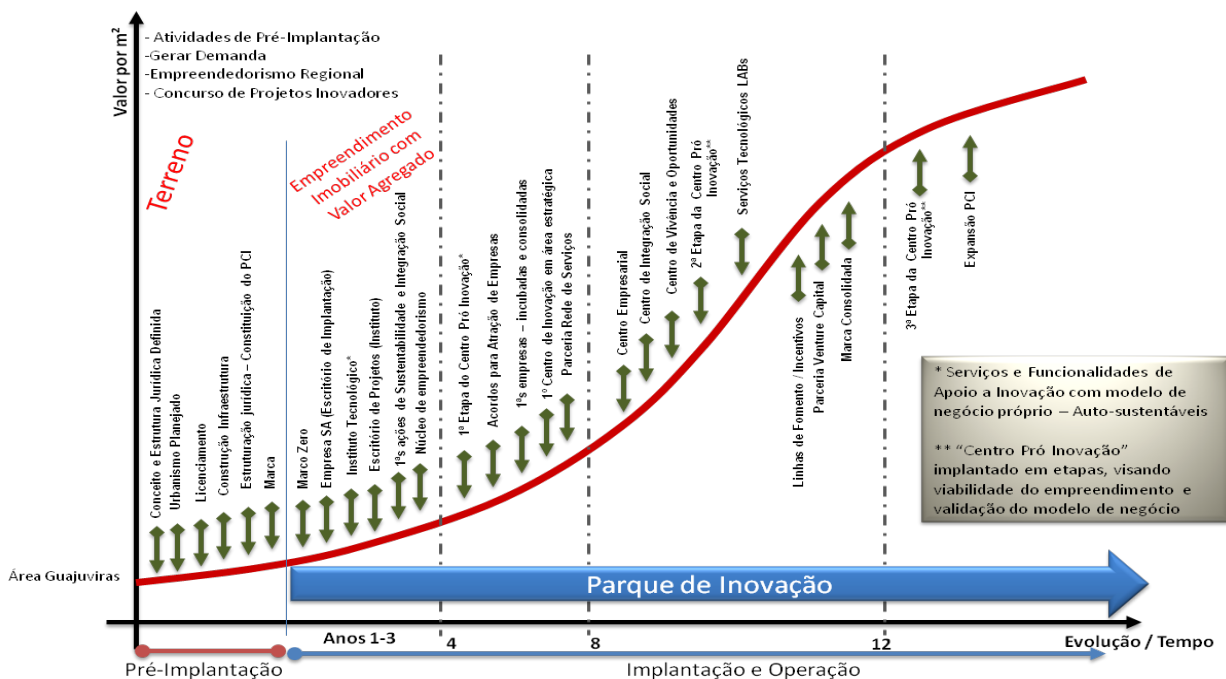 Valor por m²
- Atividades de Pré-Implantação
-Gerar Demanda
-Empreendedorismo Regional
- Concurso de Projetos Inovadores
Terreno
Empreendimento
Imobiliário com
Valor Agregado
Conceito e Estrutura Jurídica Definida
Urbanismo Planejado
Licenciamento
Construção Infraestrutura
Estruturação jurídica – Constituição do PCI
Marca
Marco Zero
Empresa SA (Escritório de Implantação)
Instituto Tecnológico*
Escritório de Projetos (Instituto)
1ªs ações de Sustentabilidade e Integração Social
Núcleo de empreendedorismo
1ª Etapa do Centro Pró Inovação*
Acordos para Atração de Empresas
1ªs empresas – incubadas e consolidadas
1º Centro de Inovação em área estratégica
Parceria Rede de Serviços
Centro Empresarial
Centro de Integração Social
Centro de Vivência e Oportunidades
2ª Etapa da Centro Pró
Inovação**
Serviços Tecnológicos LABs
Linhas de Fomento / Incentivos
Parceria Venture Capital
Marca Consolidada
3ª Etapa da Centro Pró
Inovação**
Expansão PCI
* Serviços e Funcionalidades de
Apoio a Inovação com modelo de
negócio próprio – Auto-sustentáveis
** “Centro Pró Inovação”
implantado em etapas, visando
viabilidade do empreendimento e
validação do modelo de negócio
Área Guajuviras
Parque de Inovação
Anos 1-3
4
8
12
Evolução / Tempo
Pré-Implantação
Implantação e Operação